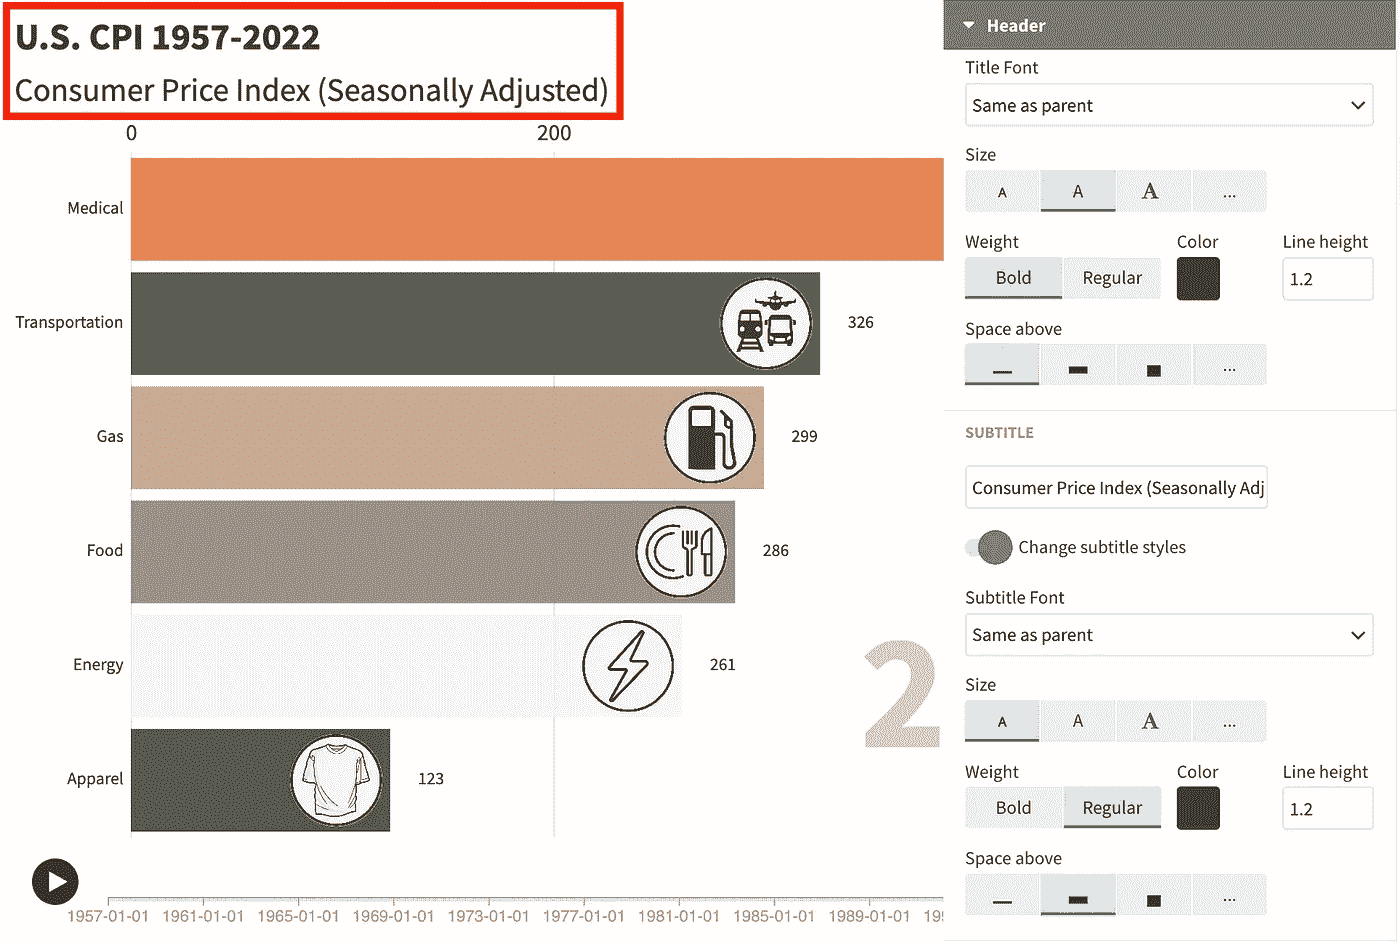 U.S. CPI 1957-2022
Consumer Price Index (Seasonally Adjusted)
0 200
Medical
Transportation 326
Gas 299
Food 286
Energy 261
Apparel 123
2
1957-01-01 1961-01-01 1965-01-01 1969-01-01 1973-01-01 1977-01-01 1981-01-01 1985-01-01 1989-01-01 199
Header
Title Font
Same as parent
Size
A A A ...
Weight Color Line height
Bold Regular 1.2
Space above
...
SUBTITLE
Consumer Price Index (Seasonally Adj
Change subtitle styles
Subtitle Font
Same as parent
Size
A A A ...
Weight Color Line height
Bold Regular 1.2
Space above
...